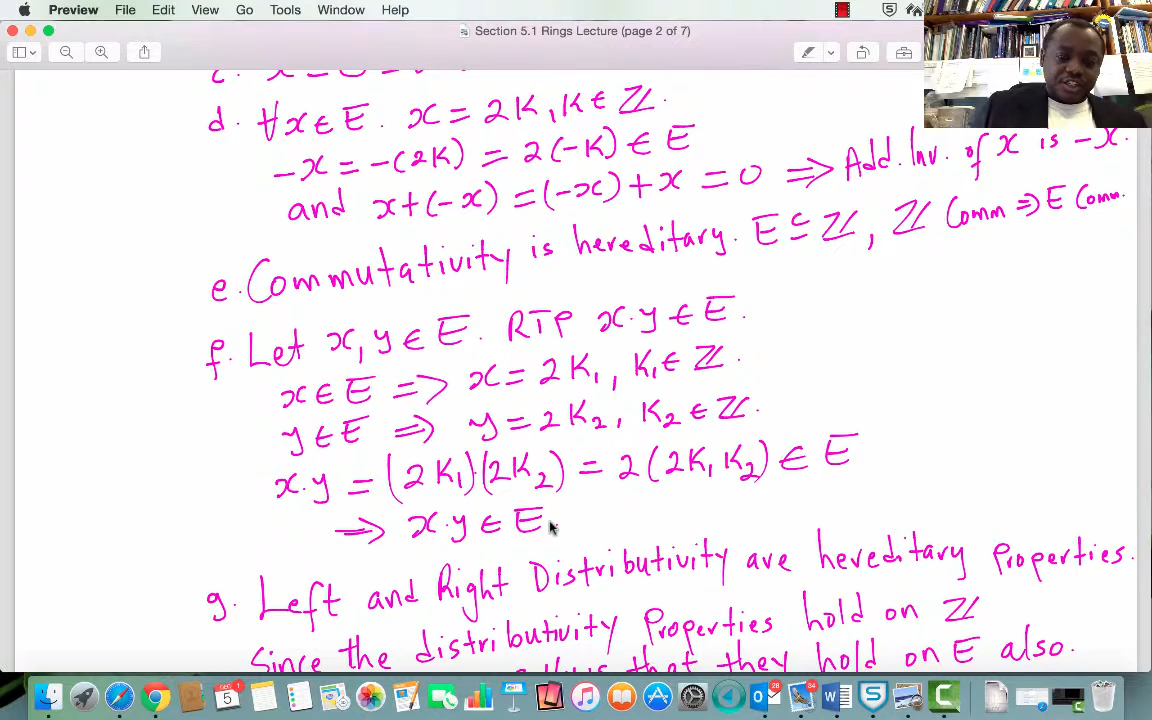 Preview File Edit View Go Tools Window Help
Section 5.1 Rings Lecture (page 2 of 7)
d. ∀x∈E. x = 2K, K∈ℤ.
-x = -(2K) = 2(-K) ∈ E
and x+(-x) = (-x)+x = 0 ⇒ Add. Inv. of x is -x.
e. Commutativity is hereditary. E⊆ℤ, ℤ Comm ⇒ E Comm.
f. Let x, y ∈ E. RTP x·y ∈ E.
x∈E => x = 2K₁, K₁∈ℤ.
y∈E ⇒ y = 2K₂, K₂∈ℤ.
x·y = (2K₁)·(2K₂) = 2(2K₁K₂) ∈ E
⇒ x·y ∈ E
g. Left and Right Distributivity are hereditary properties.
Since the distributivity Properties hold on ℤ
that they hold on E also.